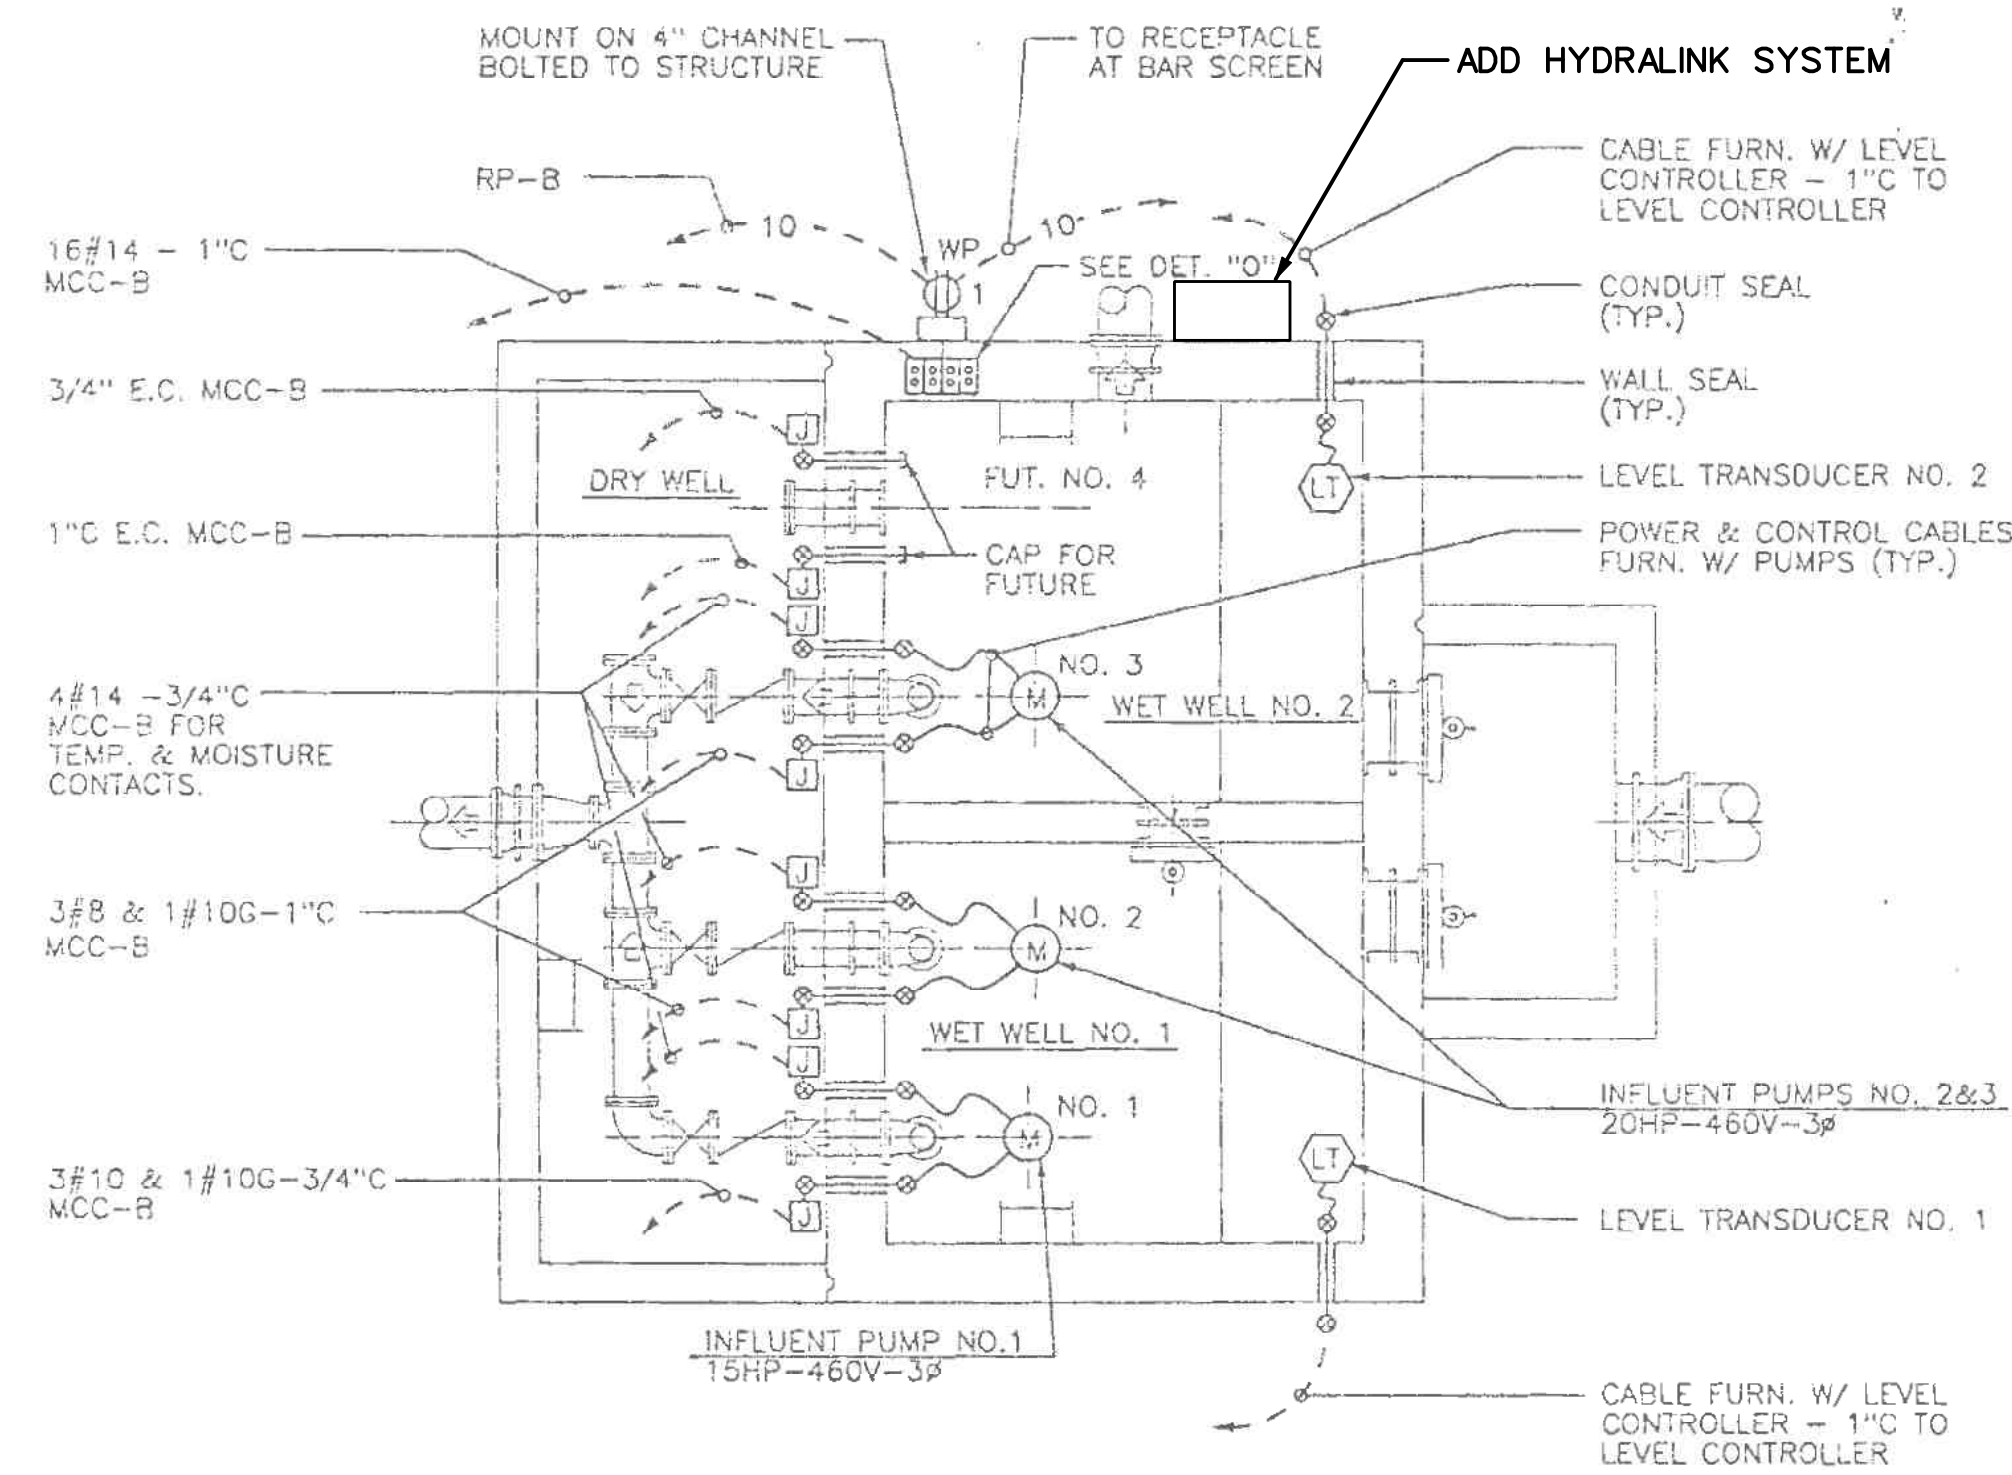 MOUNT ON 4" CHANNEL
BOLTED TO STRUCTURE
TO RECEPTACLE
AT BAR SCREEN
ADD HYDRALINK SYSTEM
CABLE FURN. W/ LEVEL
CONTROLLER – 1"C TO
LEVEL CONTROLLER
RP-B
10
10
WP
1
SEE DET. "O"
16#14 – 1"C
MCC-B
CONDUIT SEAL
(TYP.)
3/4" E.C. MCC-B
WALL SEAL
(TYP.)
J
DRY WELL
FUT. NO. 4
LT
LEVEL TRANSDUCER NO. 2
1"C E.C. MCC-B
CAP FOR
FUTURE
POWER & CONTROL CABLES
FURN. W/ PUMPS (TYP.)
J
J
4#14 -3/4"C
MCC-B FOR
TEMP. & MOISTURE
CONTACTS.
NO. 3
M
WET WELL NO. 2
J
J
3#8 & 1#10G-1"C
MCC-B
NO. 2
M
J
WET WELL NO. 1
J
NO. 1
M
INFLUENT PUMPS NO. 2&3
20HP-460V-3ø
LT
3#10 & 1#10G-3/4"C
MCC-B
J
LEVEL TRANSDUCER NO. 1
INFLUENT PUMP NO.1
15HP-460V-3ø
CABLE FURN. W/ LEVEL
CONTROLLER – 1"C TO
LEVEL CONTROLLER